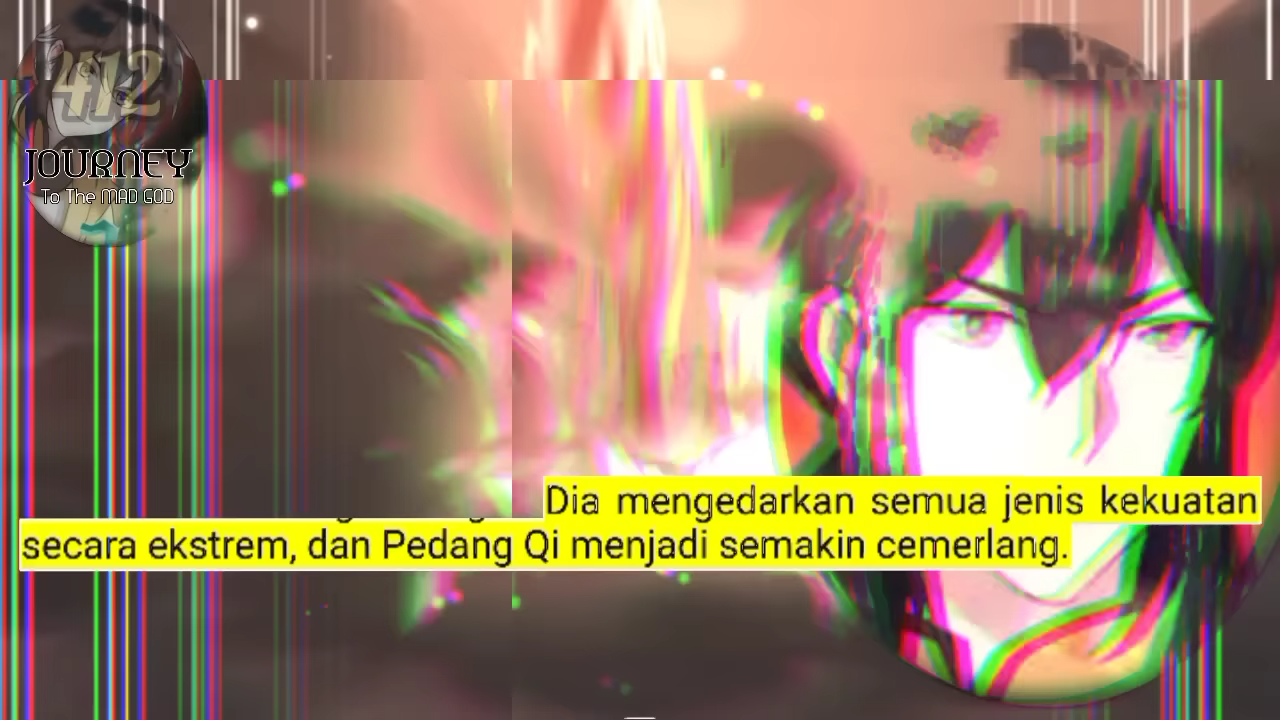 412
JOURNEY
To The MAD GOD
Dia mengedarkan semua jenis kekuatan
secara ekstrem, dan Pedang Qi menjadi semakin cemerlang.